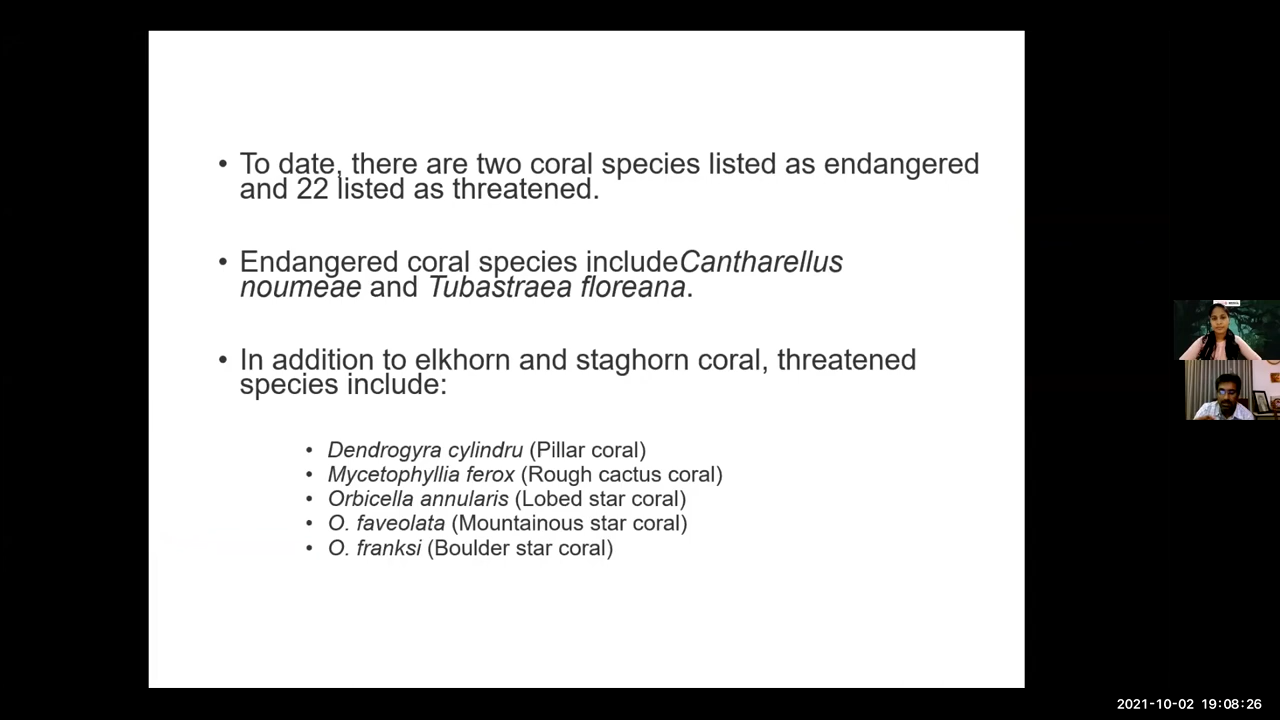 • To date, there are two coral species listed as endangered
and 22 listed as threatened.
• Endangered coral species includeCantharellus
noumeae and Tubastraea floreana.
• In addition to elkhorn and staghorn coral, threatened
species include:
• Dendrogyra cylindru (Pillar coral)
• Mycetophyllia ferox (Rough cactus coral)
• Orbicella annularis (Lobed star coral)
• O. faveolata (Mountainous star coral)
• O. franksi (Boulder star coral)
2021-10-02 19:08:26